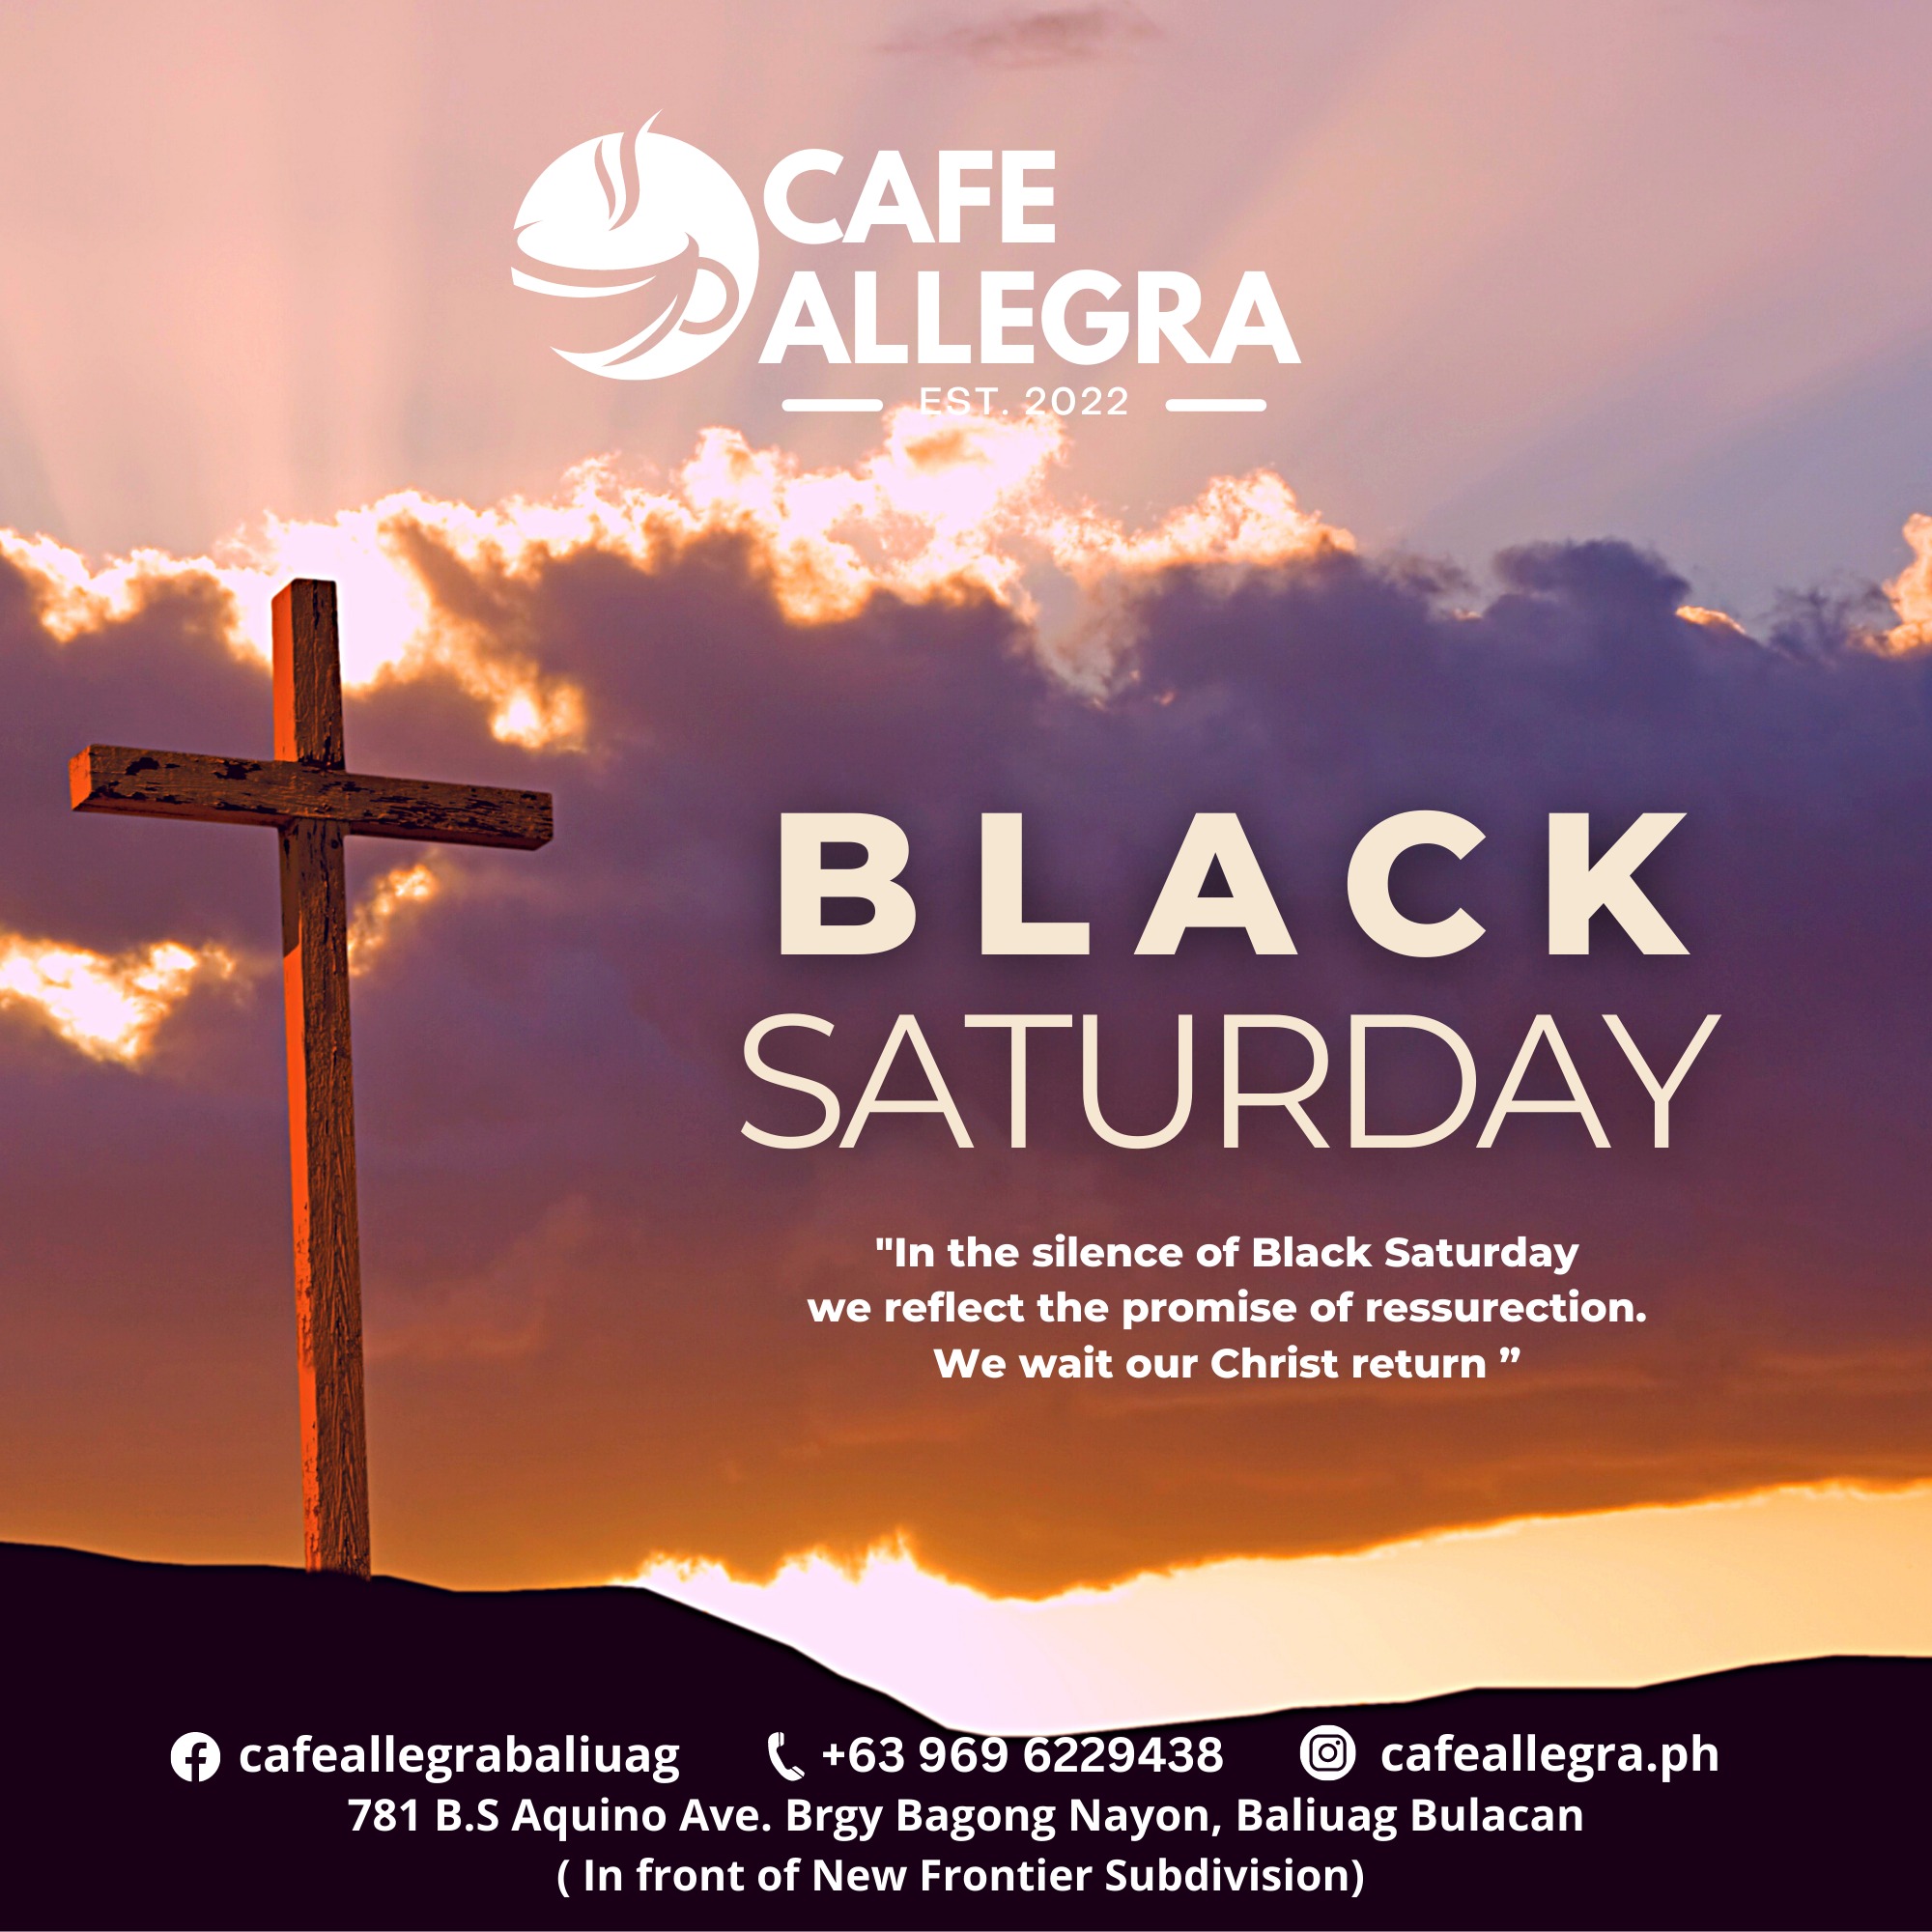 CAFE
ALLEGRA
EST. 2022
BLACK
SATURDAY
"In the silence of Black Saturday
we reflect the promise of ressurection.
We wait our Christ return ”
cafeallegrabaliuag +63 969 6229438 cafeallegra.ph
781 B.S Aquino Ave. Brgy Bagong Nayon, Baliuag Bulacan
( In front of New Frontier Subdivision)